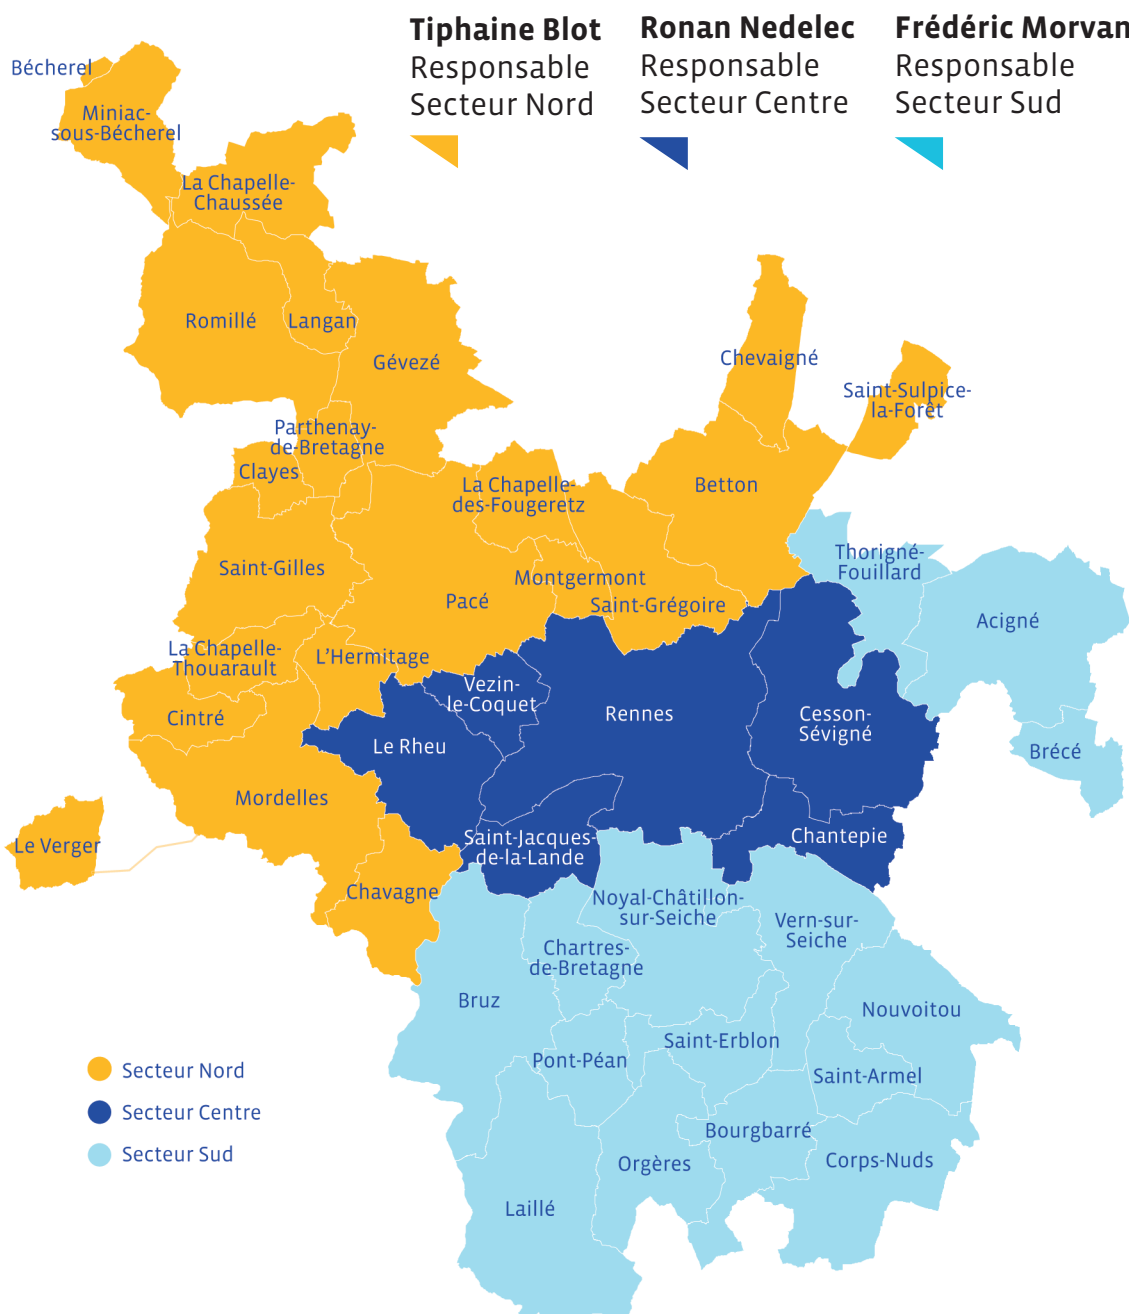 Tiphaine Blot
Responsable
Secteur Nord
Ronan Nedelec
Responsable
Secteur Centre
Frédéric Morvan
Responsable
Secteur Sud
Bécherel
Miniac-
sous-Bécherel
La Chapelle-
Chaussée
Romillé
Langan
Gévezé
Chevaigné
Saint-Sulpice-
la-Forêt
Parthenay-
de-Bretagne
Clayes
La Chapelle-
des-Fougeretz
Betton
Saint-Gilles
Montgermont
Pacé
Saint-Grégoire
Thorigné-
Fouillard
Acigné
La Chapelle-
Thouarault
L'Hermitage
Cintré
Vezin-
le-Coquet
Le Rheu
Rennes
Cesson-
Sévigné
Brécé
Mordelles
Le Verger
Saint-Jacques-
de-la-Lande
Chantepie
Chavagne
Noyal-Châtillon-
sur-Seiche
Vern-sur-
Seiche
Chartres-
de-Bretagne
Bruz
Nouvoitou
Saint-Erblon
Pont-Péan
Saint-Armel
Bourgbarré
Orgères
Corps-Nuds
Laillé
Secteur Nord
Secteur Centre
Secteur Sud